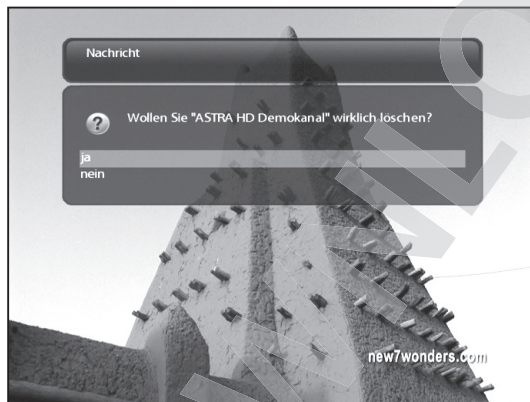 Nachricht
Wollen Sie "ASTRA HD Demokanal" wirklich löschen?
ja
nein
new7wonders.com